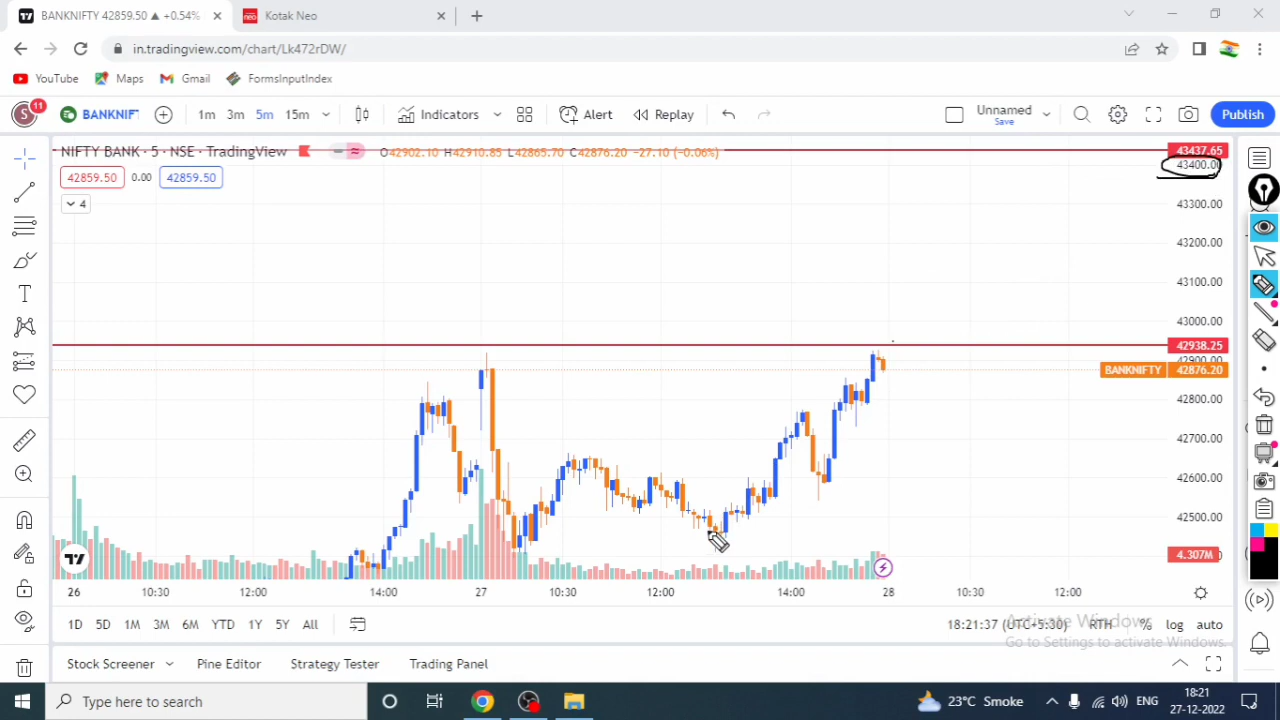 BANKNIFTY 42859.50 ▲ +0.54%
neo Kotak Neo
in.tradingview.com/chart/Lk472rDW/
YouTube Maps Gmail FormsInputIndex
S 11 BANKNIF 1m 3m 5m 15m Indicators Alert Replay Unnamed Save Publish
NIFTY BANK · 5 · NSE · TradingView O42902.10 H42910.85 L42865.70 C42876.20 −27.10 (−0.06%)
42859.50 0.00 42859.50
4
43437.65
43400.0
43300.00
43200.00
43100.00
43000.00
42938.25
42900.00
BANKNIFTY 42876.20
42800.00
42700.00
42600.00
42500.00
4.307M
26 10:30 12:00 14:00 27 10:30 12:00 14:00 28 10:30 12:00
1D 5D 1M 3M 6M YTD 1Y 5Y All 18:21:37 (UTC+5:30) RTH % log auto
Activate Windows
Go to Settings to activate Windows.
Stock Screener Pine Editor Strategy Tester Trading Panel
Type here to search 23°C Smoke ENG 18:21
27-12-2022